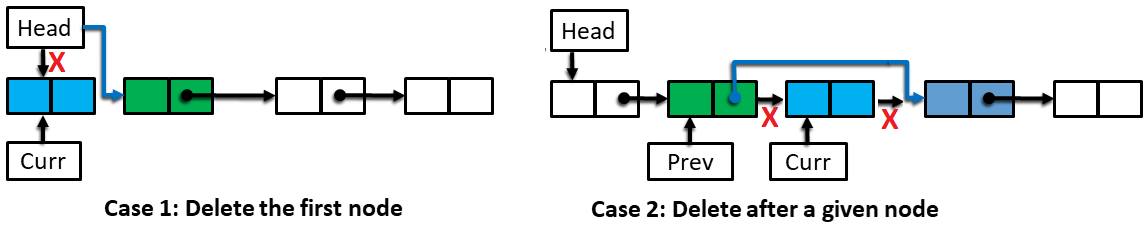 Head
X
Curr
Case 1: Delete the first node
Head
X
X
Prev
Curr
Case 2: Delete after a given node